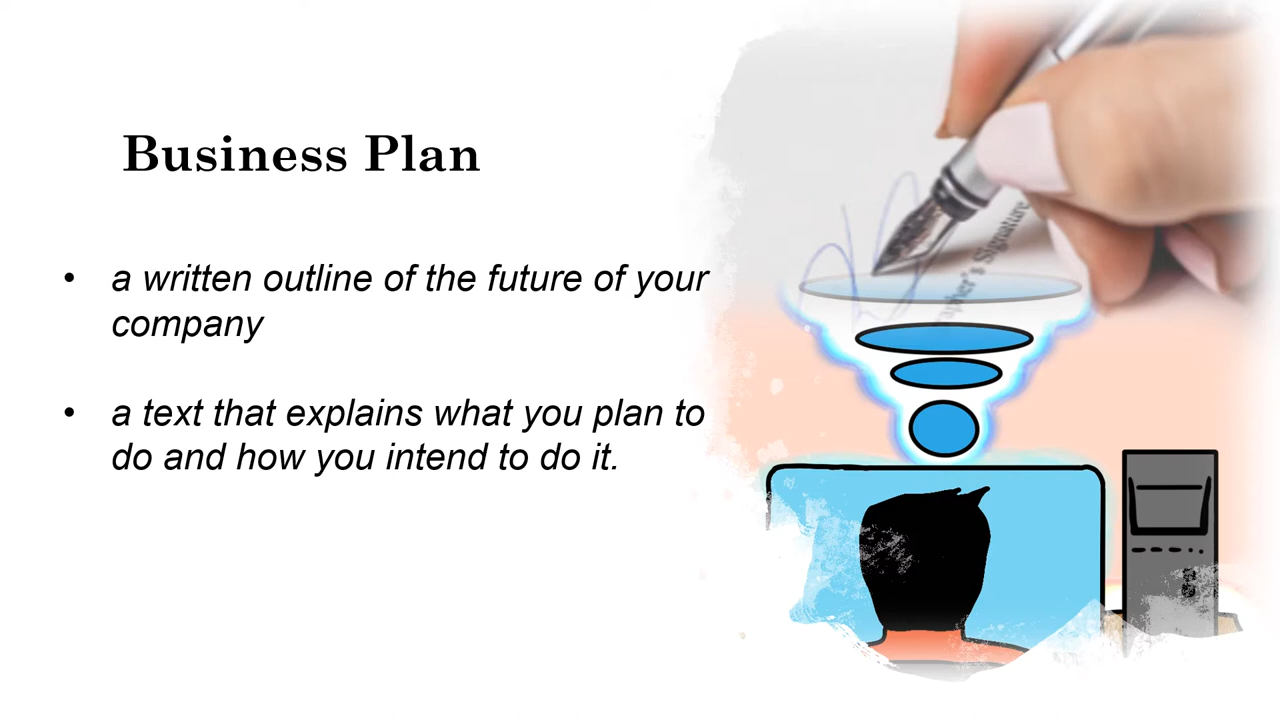 Business Plan
• a written outline of the future of your
company
• a text that explains what you plan to
do and how you intend to do it.
Signature